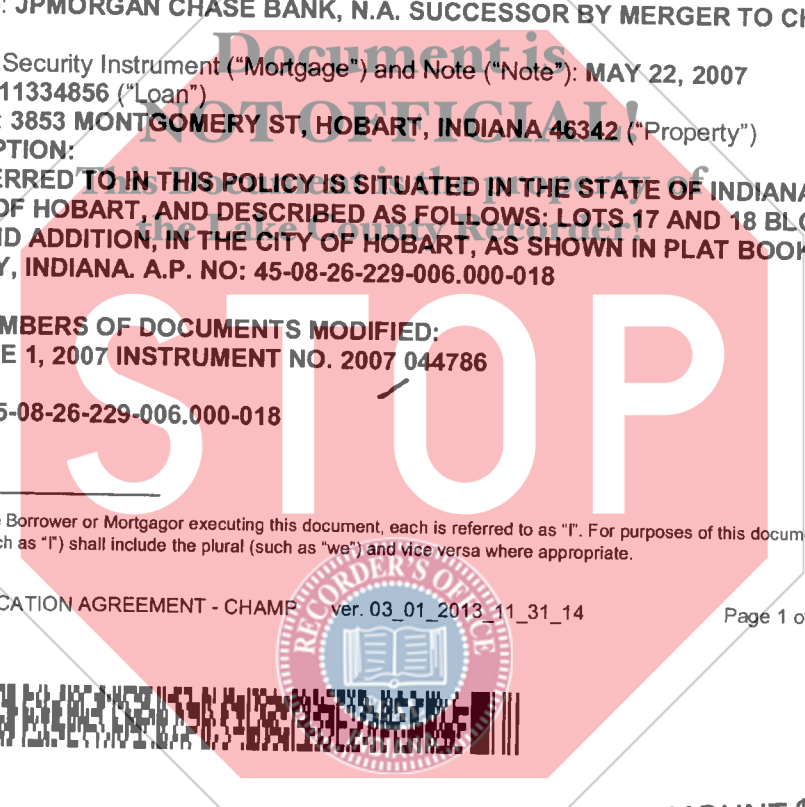 : JPMORGAN CHASE BANK, N.A. SUCCESSOR BY MERGER TO CH
Document is
Security Instrument ("Mortgage") and Note ("Note"): MAY 22, 2007
11334856 ("Loan")
NOT OFFICIAL!
: 3853 MONTGOMERY ST, HOBART, INDIANA 46342 ("Property")
PTION:
This Document is the property of
ERRED TO IN THIS POLICY IS SITUATED IN THE STATE OF INDIANA
OF HOBART, AND DESCRIBED AS FOLLOWS: LOTS 17 AND 18 BLO
the Lake County Recorder!
ND ADDITION, IN THE CITY OF HOBART, AS SHOWN IN PLAT BOOK
Y, INDIANA. A.P. NO: 45-08-26-229-006.000-018
MBERS OF DOCUMENTS MODIFIED:
E 1, 2007 INSTRUMENT NO. 2007 044786
5-08-26-229-006.000-018
STOP
e Borrower or Mortgagor executing this document, each is referred to as "I". For purposes of this docum
ch as "I") shall include the plural (such as "we") and vice versa where appropriate.
CATION AGREEMENT - CHAMP ver. 03_01_2013_11_31_14
Page 1 o
RECORDER'S OFFICE
INDIANA